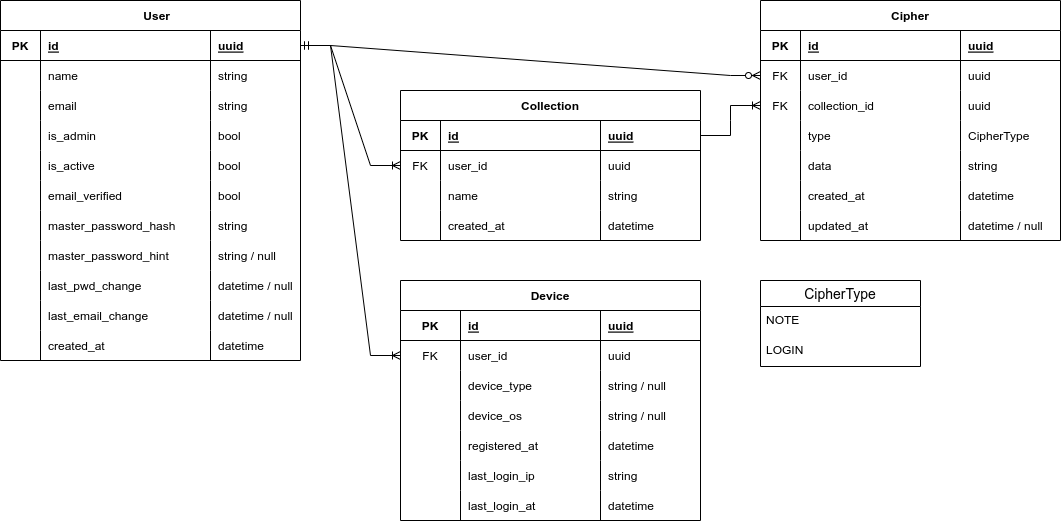 User
PK id uuid
name string
email string
is_admin bool
is_active bool
email_verified bool
master_password_hash string
master_password_hint string / null
last_pwd_change datetime / null
last_email_change datetime / null
created_at datetime
Collection
PK id uuid
FK user_id uuid
name string
created_at datetime
Device
PK id uuid
FK user_id uuid
device_type string / null
device_os string / null
registered_at datetime
last_login_ip string
last_login_at datetime
Cipher
PK id uuid
FK user_id uuid
FK collection_id uuid
type CipherType
data string
created_at datetime
updated_at datetime / null
CipherType
NOTE
LOGIN